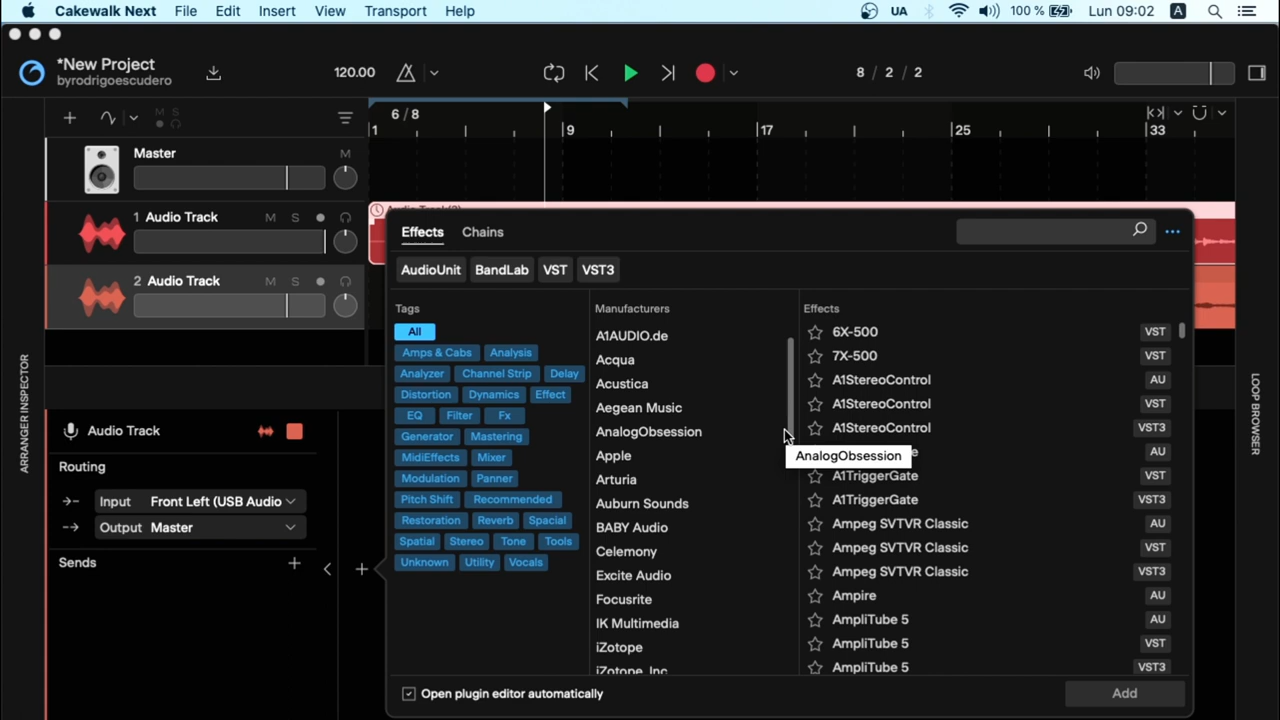 Cakewalk Next File Edit Insert View Transport Help UA 100 % Lun 09:02 A
*New Project
byrodrigoescudero
120.00
8 / 2 / 2
6 / 8
1 9 17 25 33
M S
Master M
1 Audio Track M S
2 Audio Track M S
ARRANGER INSPECTOR
LOOP BROWSER
Audio Track
Routing
Input Front Left (USB Audio
Output Master
Sends
Effects Chains
AudioUnit BandLab VST VST3
Tags
All
Amps & Cabs Analysis
Analyzer Channel Strip Delay
Distortion Dynamics Effect
EQ Filter Fx
Generator Mastering
MidiEffects Mixer
Modulation Panner
Pitch Shift Recommended
Restoration Reverb Spacial
Spatial Stereo Tone Tools
Unknown Utility Vocals
Manufacturers
A1AUDIO.de
Acqua
Acustica
Aegean Music
AnalogObsession
Apple
Arturia
Auburn Sounds
BABY Audio
Celemony
Excite Audio
Focusrite
IK Multimedia
iZotope
iZotope, Inc.
AnalogObsession
Effects
6X-500 VST
7X-500 VST
A1StereoControl AU
A1StereoControl VST
A1StereoControl VST3
AU
A1TriggerGate VST
A1TriggerGate VST3
Ampeg SVTVR Classic AU
Ampeg SVTVR Classic VST
Ampeg SVTVR Classic VST3
Ampire AU
AmpliTube 5 AU
AmpliTube 5 VST
AmpliTube 5 VST3
Open plugin editor automatically
Add